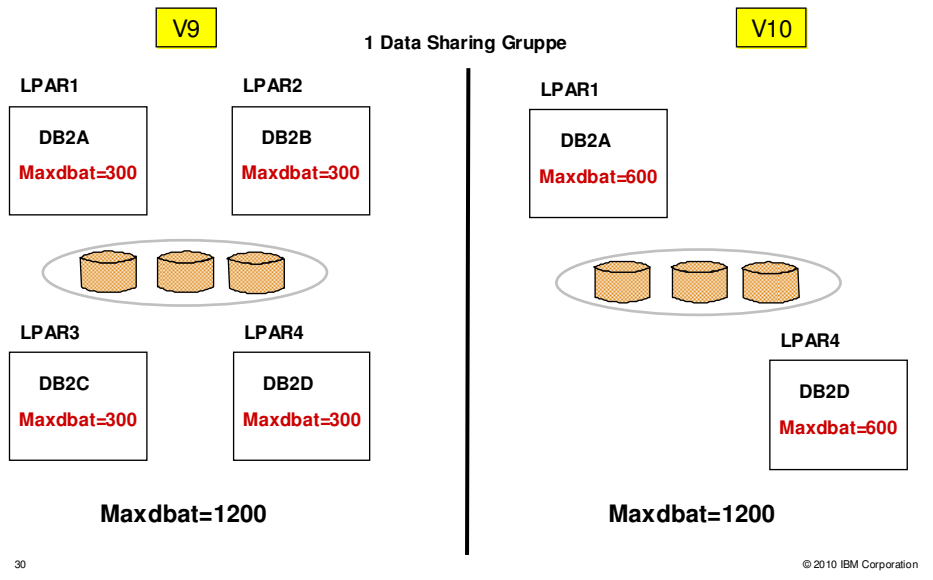 V9
1 Data Sharing Gruppe
V10
LPAR1
DB2A
Maxdbat=300
LPAR2
DB2B
Maxdbat=300
LPAR3
DB2C
Maxdbat=300
LPAR4
DB2D
Maxdbat=300
Maxdbat=1200
LPAR1
DB2A
Maxdbat=600
LPAR4
DB2D
Maxdbat=600
Maxdbat=1200
30
© 2010 IBM Corporation